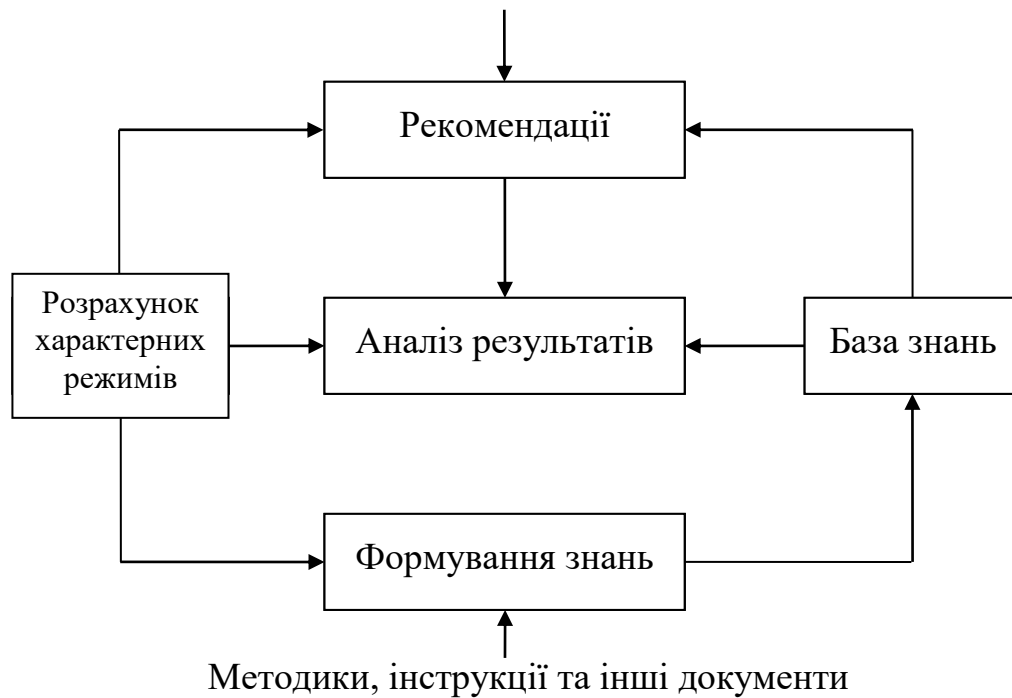 Рекомендації
Розрахунок
характерних
режимів
Аналіз результатів
База знань
Формування знань
Методики, інструкції та інші документи